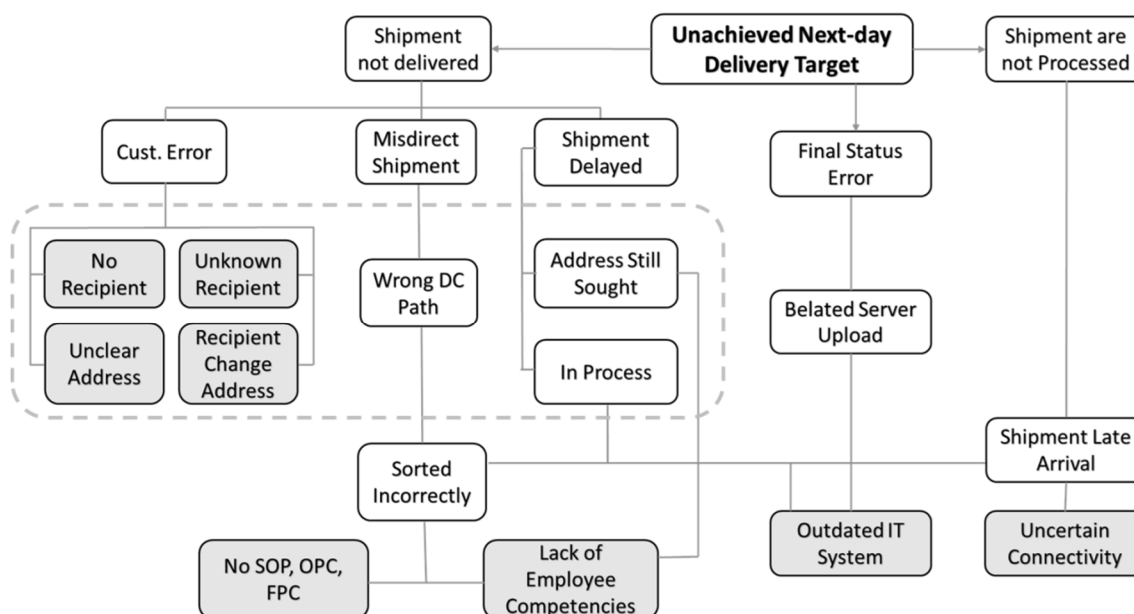 Shipment
not delivered
Unachieved Next-day
Delivery Target
Shipment are
not Processed
Cust. Error
Misdirect
Shipment
Shipment
Delayed
Final Status
Error
No
Recipient
Unknown
Recipient
Wrong DC
Path
Address Still
Sought
Belated Server
Upload
Unclear
Address
Recipient
Change
Address
In Process
Sorted
Incorrectly
Shipment Late
Arrival
No SOP, OPC,
FPC
Lack of
Employee
Competencies
Outdated IT
System
Uncertain
Connectivity